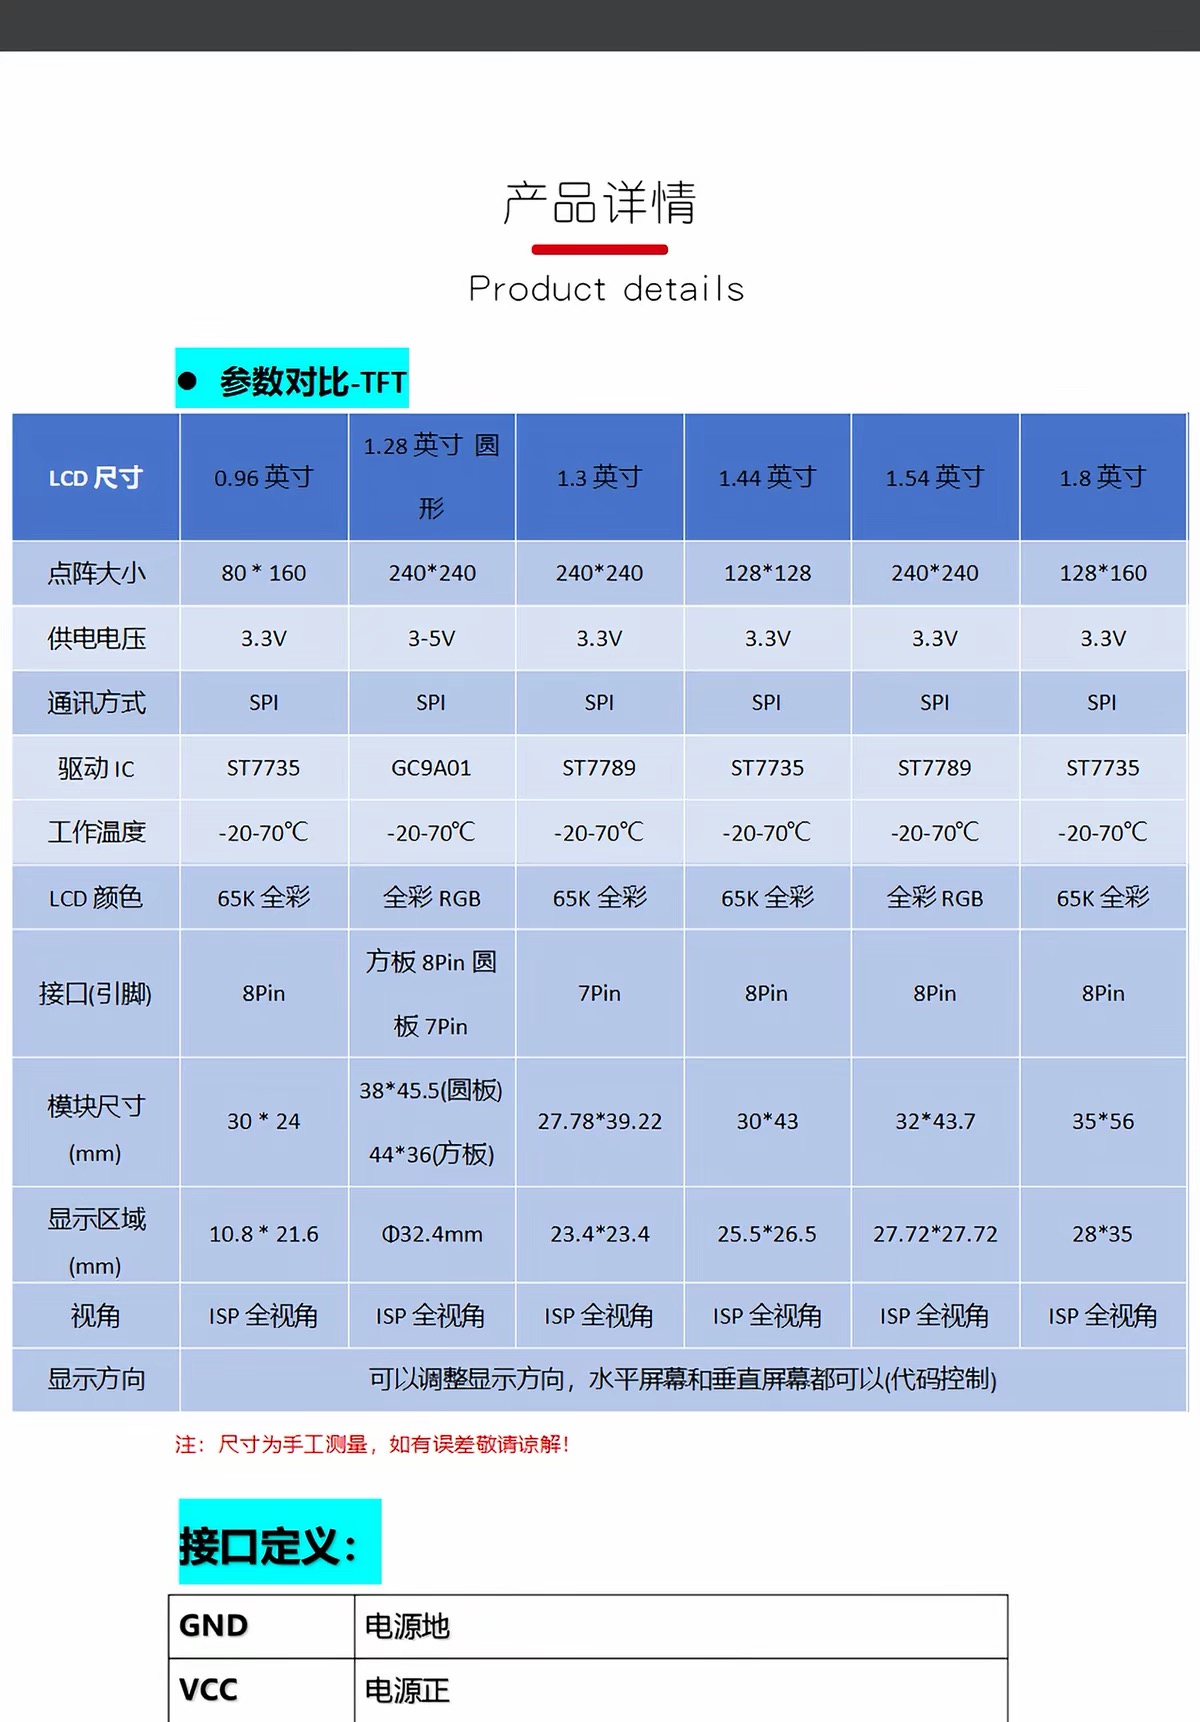 产品详情
Product details
● 参数对比-TFT
LCD 尺寸 0.96 英寸 1.28 英寸 圆形 1.3 英寸 1.44 英寸 1.54 英寸 1.8 英寸
点阵大小 80 * 160 240*240 240*240 128*128 240*240 128*160
供电电压 3.3V 3-5V 3.3V 3.3V 3.3V 3.3V
通讯方式 SPI SPI SPI SPI SPI SPI
驱动 IC ST7735 GC9A01 ST7789 ST7735 ST7789 ST7735
工作温度 -20-70℃ -20-70℃ -20-70℃ -20-70℃ -20-70℃ -20-70℃
LCD 颜色 65K 全彩 全彩 RGB 65K 全彩 65K 全彩 全彩 RGB 65K 全彩
接口(引脚) 8Pin 方板 8Pin 圆板 7Pin 7Pin 8Pin 8Pin 8Pin
模块尺寸(mm) 30 * 24 38*45.5(圆板) 44*36(方板) 27.78*39.22 30*43 32*43.7 35*56
显示区域(mm) 10.8 * 21.6 Φ32.4mm 23.4*23.4 25.5*26.5 27.72*27.72 28*35
视角 ISP 全视角 ISP 全视角 ISP 全视角 ISP 全视角 ISP 全视角 ISP 全视角
显示方向 可以调整显示方向，水平屏幕和垂直屏幕都可以(代码控制)
注：尺寸为手工测量，如有误差敬请谅解！
接口定义：
GND 电源地
VCC 电源正